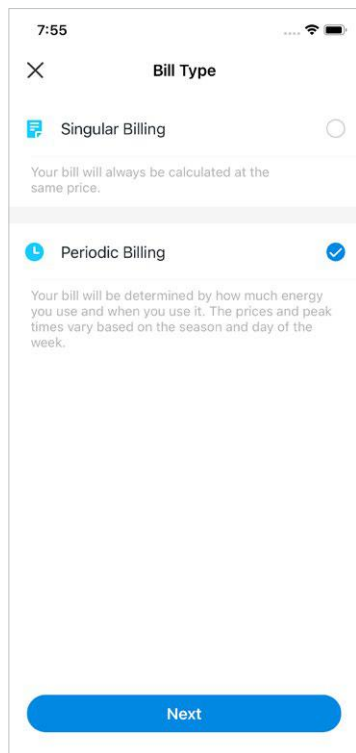 7:55
Bill Type
Singular Billing
Your bill will always be calculated at the
same price.
Periodic Billing
Your bill will be determined by how much energy
you use and when you use it. The prices and peak
times vary based on the season and day of the
week.
Next